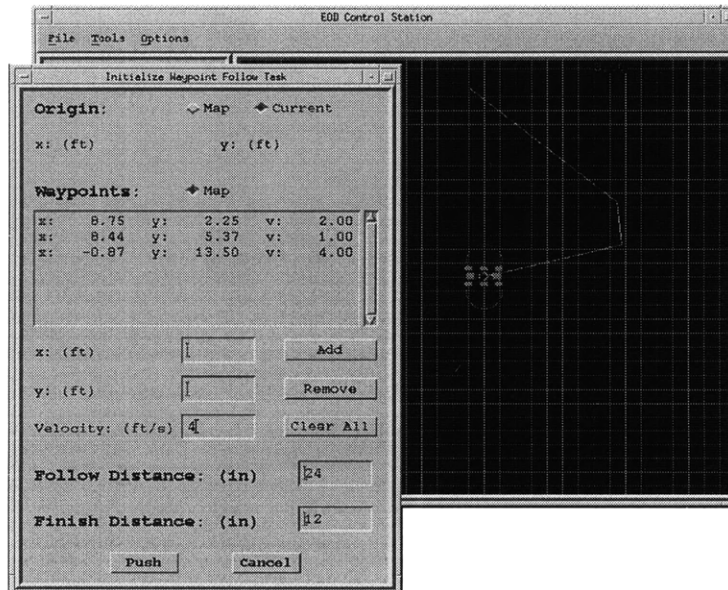 EOD Control Station
File Tools Options
Initialize Waypoint Follow Task
Origin: Map Current
x: (ft) y: (ft)
Waypoints: Map
x: 8.75 y: 2.25 v: 2.00
x: 8.44 y: 5.37 v: 1.00
x: -0.87 y: 13.50 v: 4.00
x: (ft) Add
y: (ft) Remove
Velocity: (ft/s) 4 Clear All
Follow Distance: (in) 24
Finish Distance: (in) 12
Push Cancel